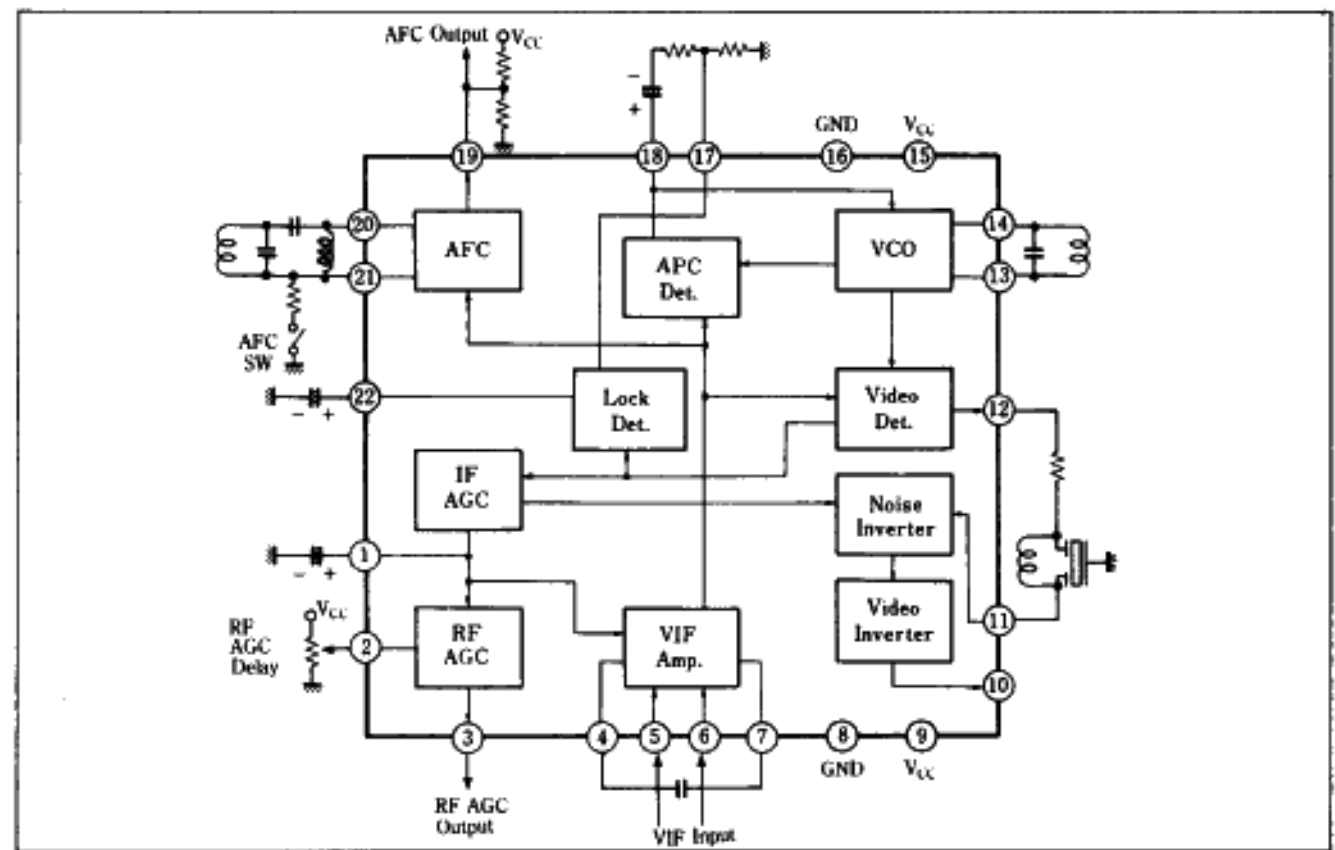 AFC Output
VCC
− +
GND
VCC
19
18
17
16
15
20
21
AFC
APC
Det.
VCO
14
13
AFC
SW
22
− +
Lock
Det.
Video
Det.
12
IF
AGC
Noise
Inverter
1
− +
VCC
RF
AGC
Delay
2
RF
AGC
VIF
Amp.
Video
Inverter
11
10
3
4
5
6
7
8
9
GND
VCC
RF AGC
Output
VIF Input